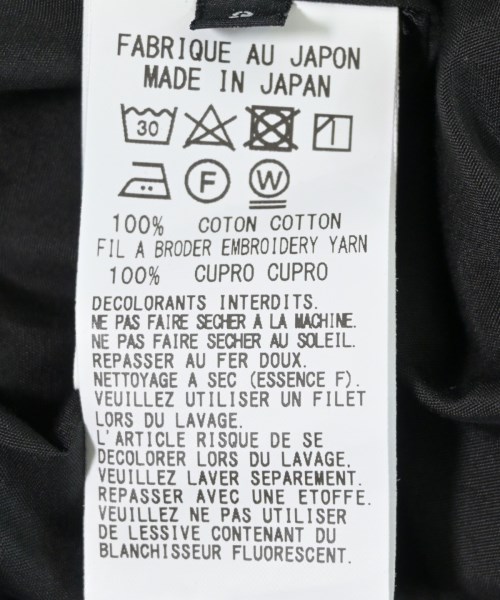 FABRIQUE AU JAPON
MADE IN JAPAN
30
F W
100% COTON COTTON
FIL A BRODER EMBROIDERY YARN
100% CUPRO CUPRO
DECOLORANTS INTERDITS.
NE PAS FAIRE SECHER A LA MACHINE.
NE PAS FAIRE SECHER AU SOLEIL.
REPASSER AU FER DOUX.
NETTOYAGE A SEC (ESSENCE F).
VEUILLEZ UTILISER UN FILET
LORS DU LAVAGE.
L'ARTICLE RISQUE DE SE
DECOLORER LORS DU LAVAGE.
VEUILLEZ LAVER SEPAREMENT.
REPASSER AVEC UNE ETOFFE.
VEUILLEZ NE PAS UTILISER
DE LESSIVE CONTENANT DU
BLANCHISSEUR FLUORESCENT.